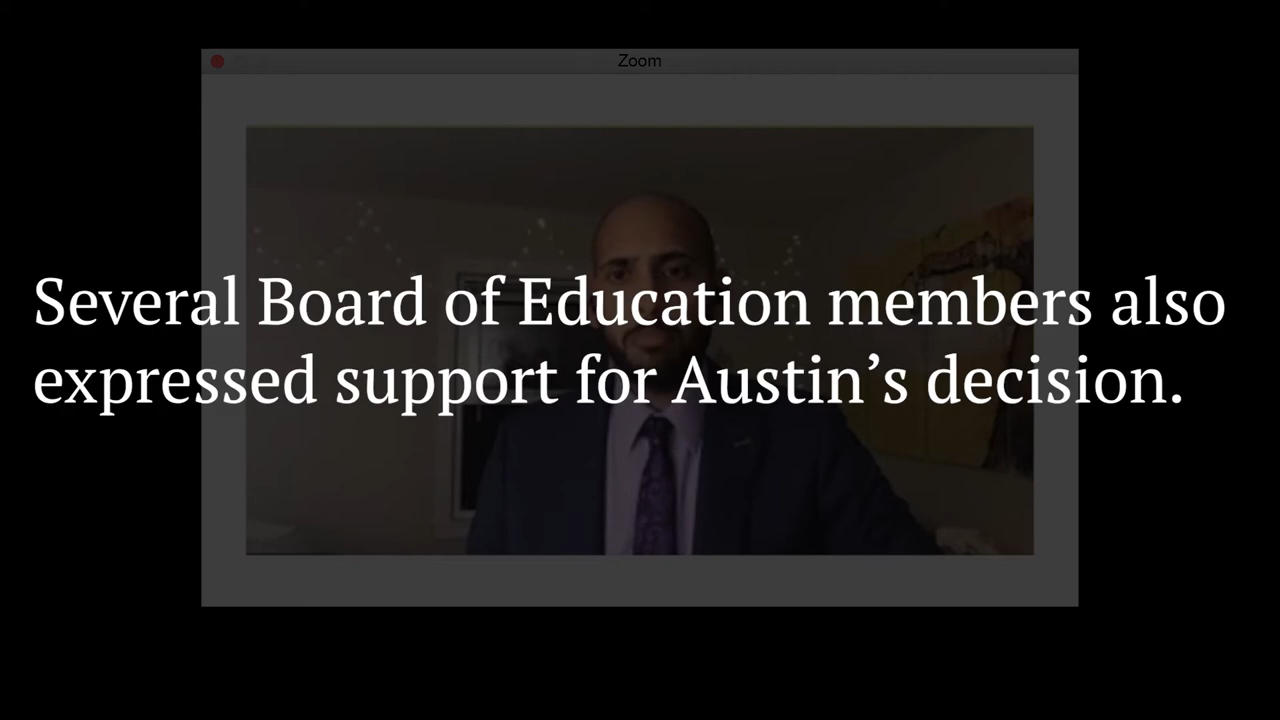 Zoom
Several Board of Education members also
expressed support for Austin’s decision.